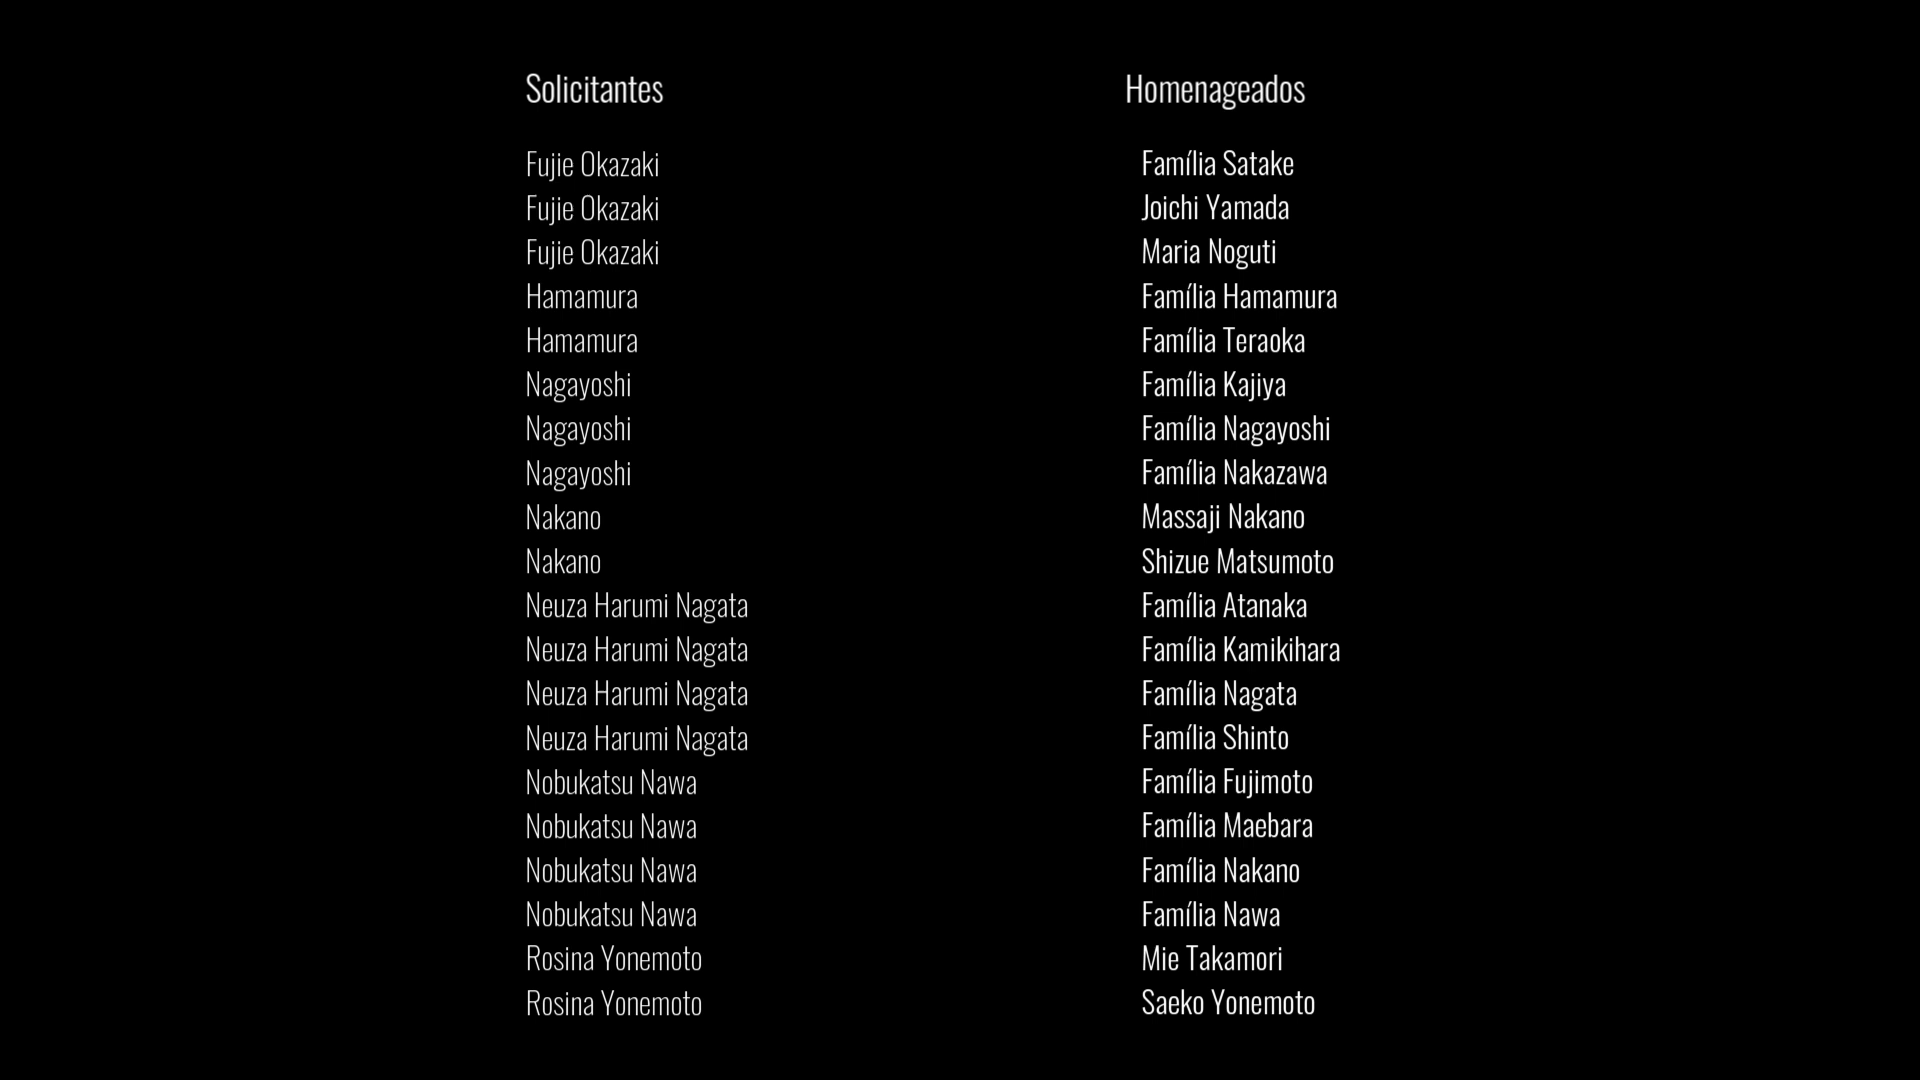 Solicitantes Homenageados
Fujie Okazaki Família Satake
Fujie Okazaki Joichi Yamada
Fujie Okazaki Maria Noguti
Hamamura Família Hamamura
Hamamura Família Teraoka
Nagayoshi Família Kajiya
Nagayoshi Família Nagayoshi
Nagayoshi Família Nakazawa
Nakano Massaji Nakano
Nakano Shizue Matsumoto
Neuza Harumi Nagata Família Atanaka
Neuza Harumi Nagata Família Kamikihara
Neuza Harumi Nagata Família Nagata
Neuza Harumi Nagata Família Shinto
Nobukatsu Nawa Família Fujimoto
Nobukatsu Nawa Família Maebara
Nobukatsu Nawa Família Nakano
Nobukatsu Nawa Família Nawa
Rosina Yonemoto Mie Takamori
Rosina Yonemoto Saeko Yonemoto